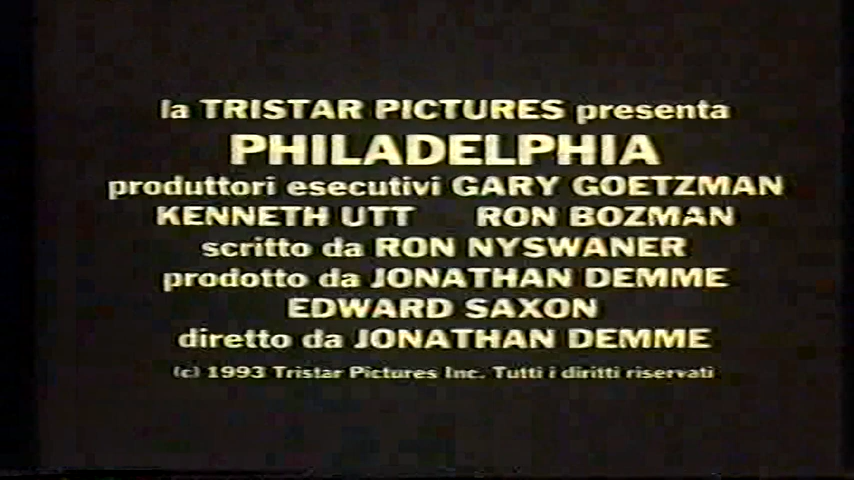 la TRISTAR PICTURES presenta
PHILADELPHIA
produttori esecutivi GARY GOETZMAN
KENNETH UTT RON BOZMAN
scritto da RON NYSWANER
prodotto da JONATHAN DEMME
EDWARD SAXON
diretto da JONATHAN DEMME
(c) 1993 Tristar Pictures Inc. Tutti i diritti riservati